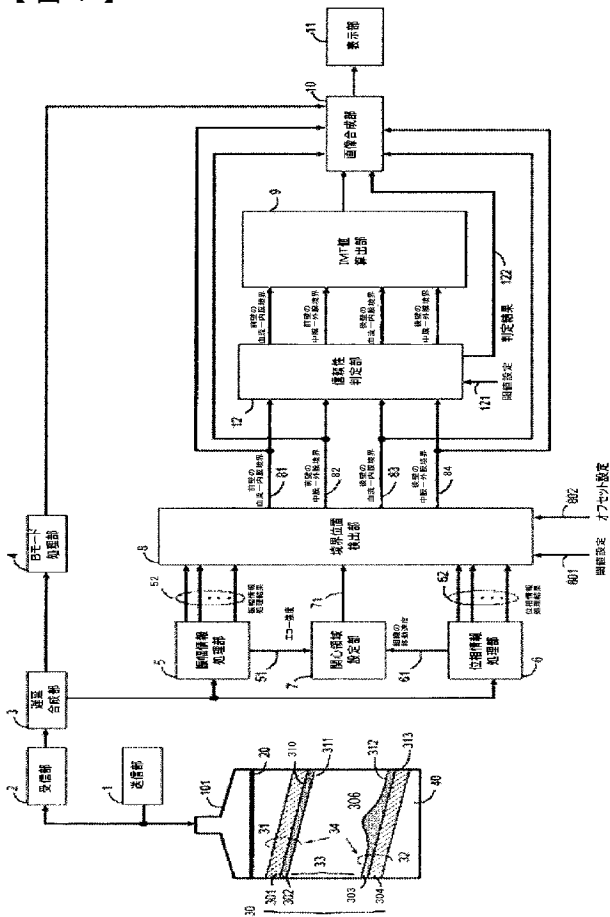 11
表示部
10
画像合成部
9
IMT値
算出部
122
判定結果
前壁の
血流−内膜境界
前壁の
中膜−外膜境界
後壁の
血流−内膜境界
後壁の
中膜−外膜境界
12
信頼性
判定部
121
閾値設定
前壁の
血流−内膜境界
81
前壁の
中膜−外膜境界
82
後壁の
血流−内膜境界
83
後壁の
中膜−外膜境界
84
8
境界位置
検出部
801
閾値設定
802
オフセット設定
4
Bモード
処理部
52
振幅情報
処理結果
71
62
位相情報
処理結果
5
振幅情報
処理部
51
エコー強度
7
関心領域
設定部
61
組織の
移動速度
6
位相情報
処理部
3
遅延
合成部
2
受信部
1
送信部
101
20
310
311
312
313
306
31
34
32
33
30
301
302
303
304
40